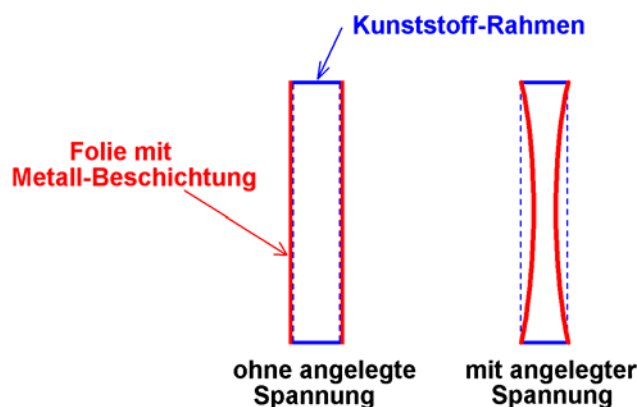 Kunststoff-Rahmen
Folie mit
Metall-Beschichtung
ohne angelegte
Spannung
mit angelegter
Spannung